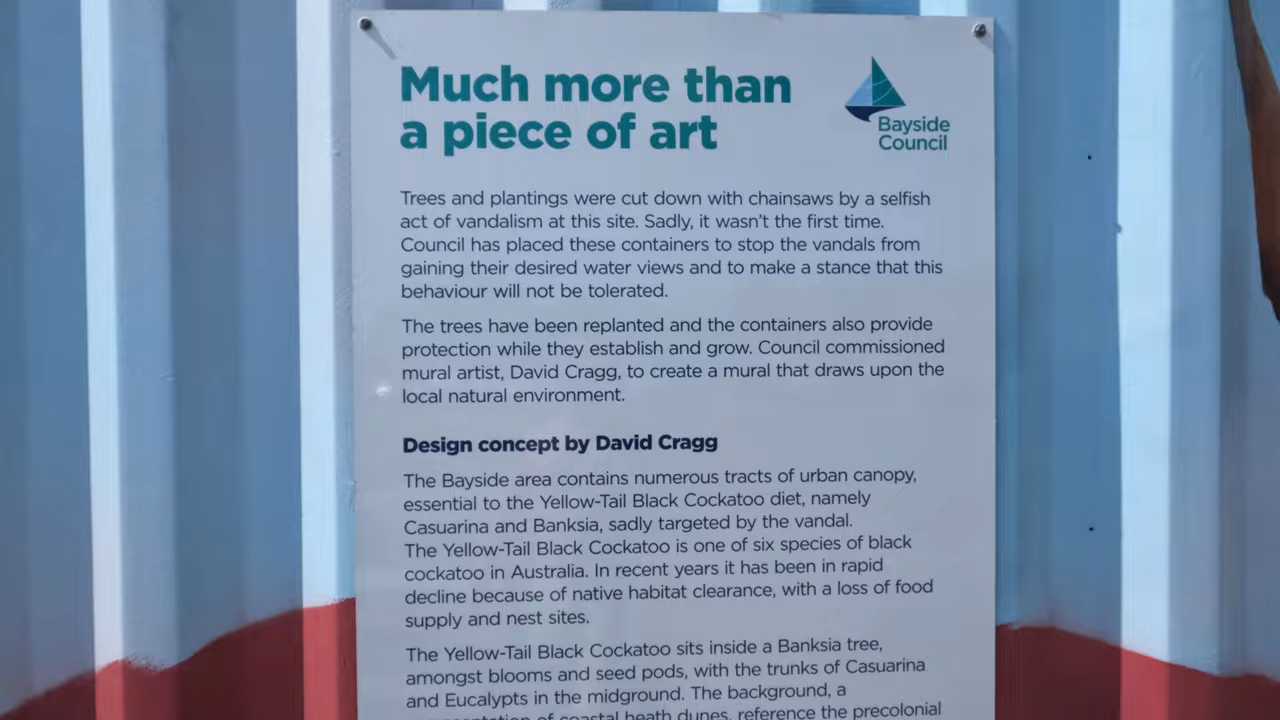 Much more than
a piece of art
Bayside
Council
Trees and plantings were cut down with chainsaws by a selfish
act of vandalism at this site. Sadly, it wasn't the first time.
Council has placed these containers to stop the vandals from
gaining their desired water views and to make a stance that this
behaviour will not be tolerated.
The trees have been replanted and the containers also provide
protection while they establish and grow. Council commissioned
mural artist, David Cragg, to create a mural that draws upon the
local natural environment.
Design concept by David Cragg
The Bayside area contains numerous tracts of urban canopy,
essential to the Yellow-Tail Black Cockatoo diet, namely
Casuarina and Banksia, sadly targeted by the vandal.
The Yellow-Tail Black Cockatoo is one of six species of black
cockatoo in Australia. In recent years it has been in rapid
decline because of native habitat clearance, with a loss of food
supply and nest sites.
The Yellow-Tail Black Cockatoo sits inside a Banksia tree,
amongst blooms and seed pods, with the trunks of Casuarina
and Eucalypts in the midground. The background, a
of coastal heath dunes, reference the precolonial